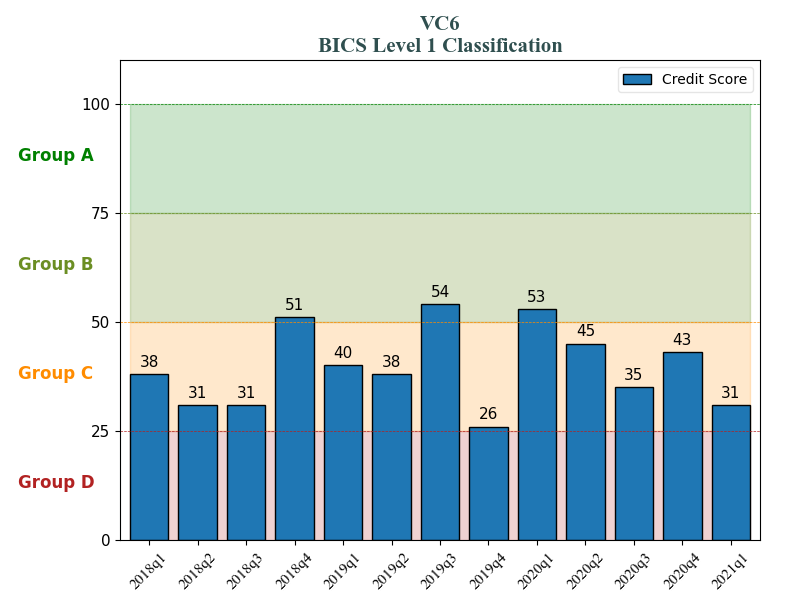 VC6
BICS Level 1 Classification
Credit Score
100
Group A
75
Group B
54
53
51
50
45
43
40
38
38
35
Group C
31
31
31
26
25
Group D
0
2018q1
2018q2
2018q3
2018q4
2019q1
2019q2
2019q3
2019q4
2020q1
2020q2
2020q3
2020q4
2021q1